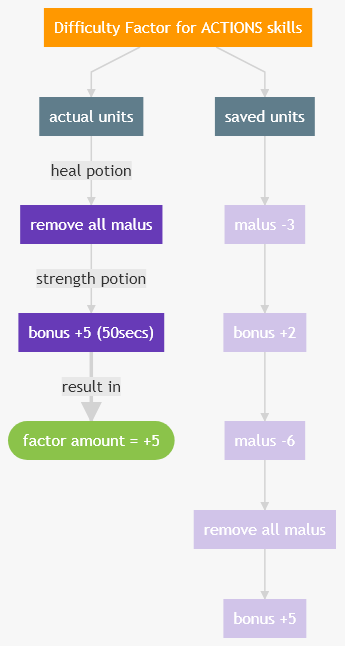 Difficulty Factor for ACTIONS skills
actual units
saved units
heal potion
remove all malus
malus -3
strength potion
bonus +5 (50secs)
bonus +2
result in
factor amount = +5
malus -6
remove all malus
bonus +5